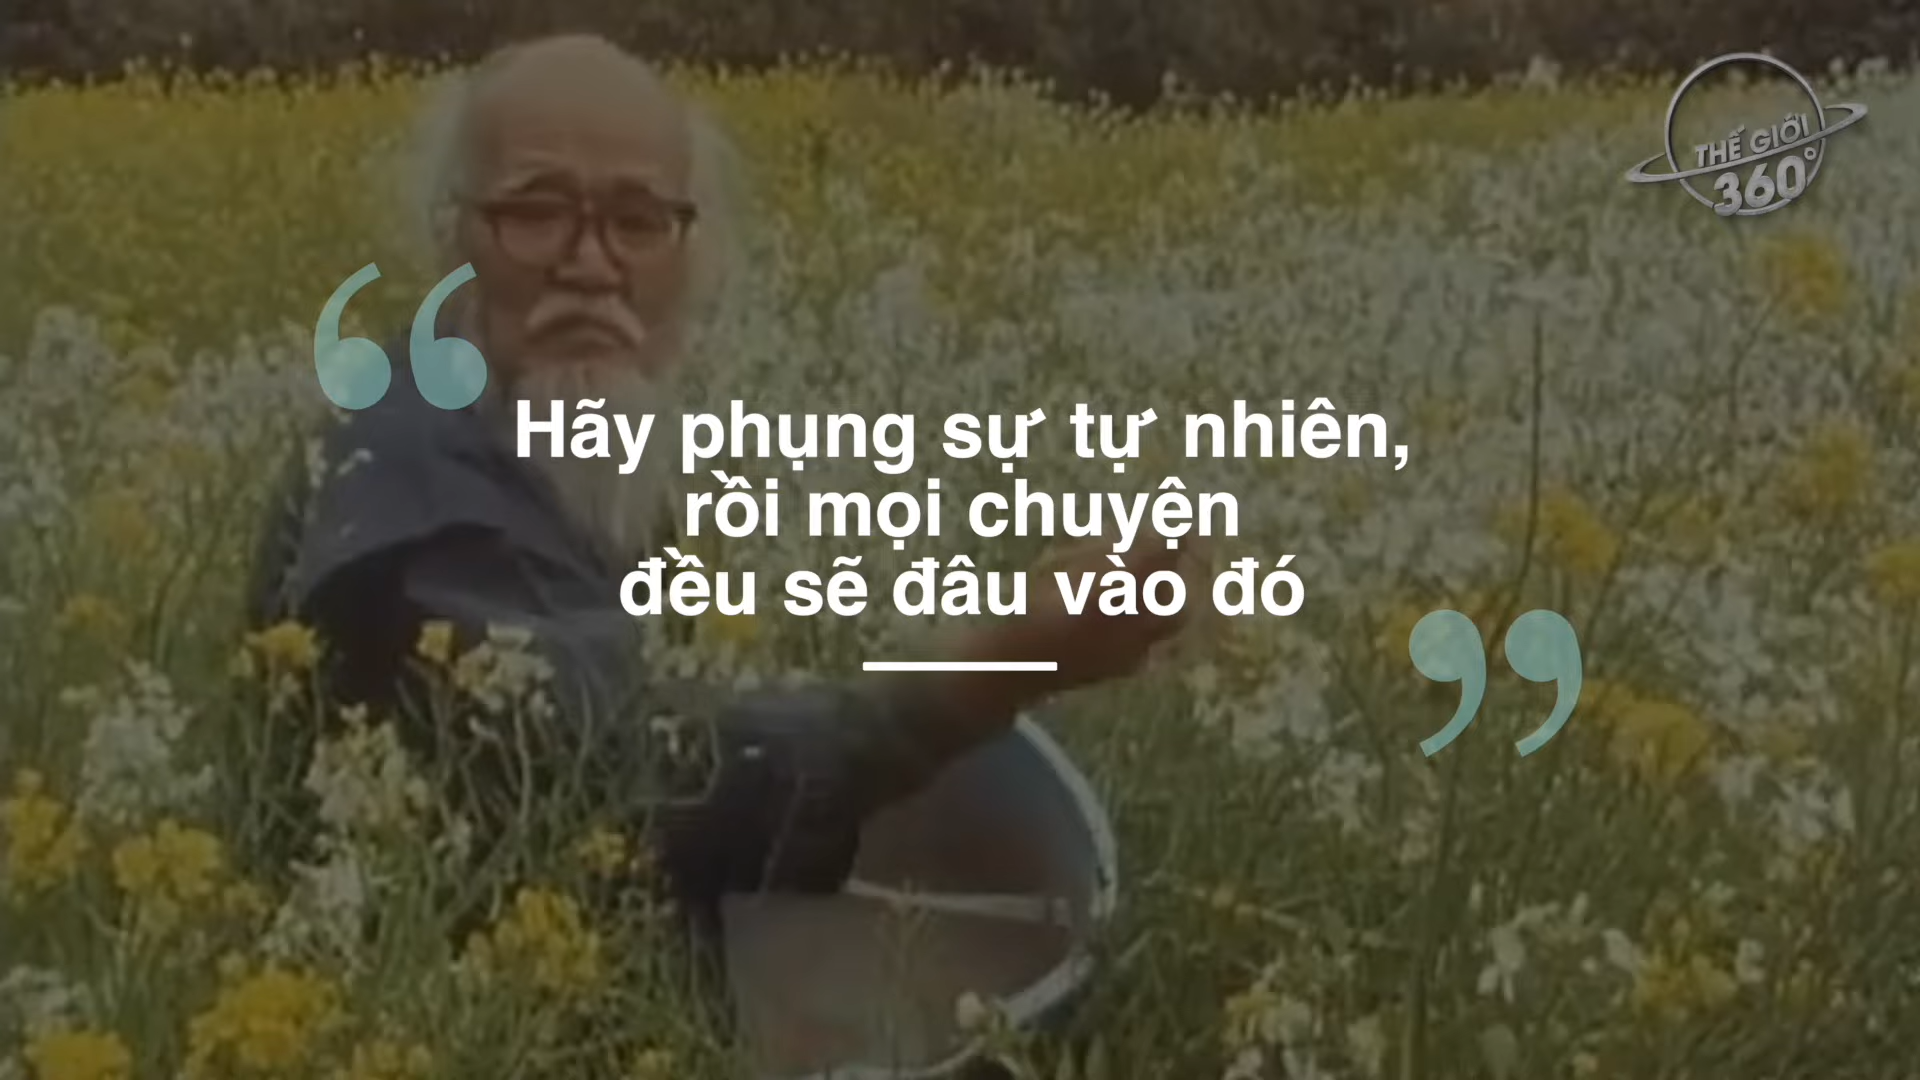 THẾ GIỚI
360°
“Hãy phụng sự tự nhiên,
rồi mọi chuyện
đều sẽ đâu vào đó”